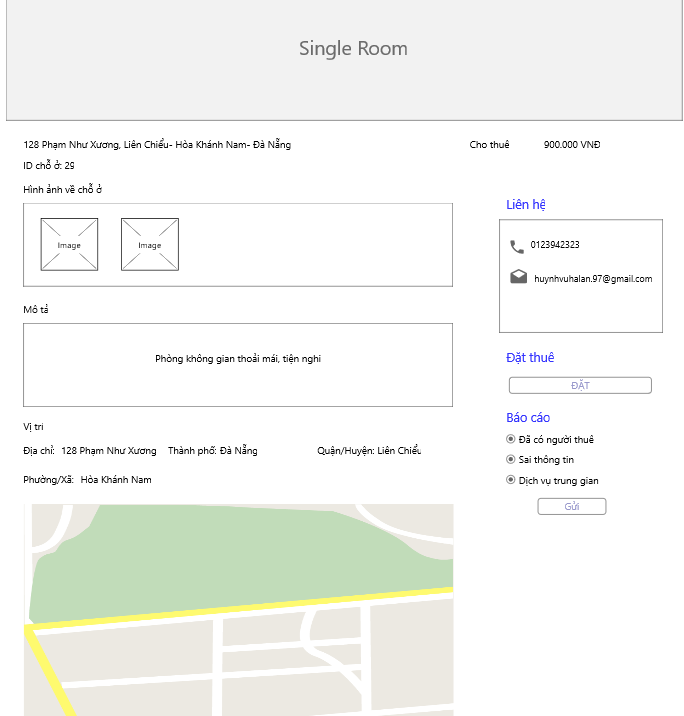 Single Room
128 Phạm Như Xương, Liên Chiểu- Hòa Khánh Nam- Đà Nẵng
Cho thuê 900.000 VNĐ
ID chỗ ở: 29
Hình ảnh về chỗ ở
Image Image
Mô tả
Phòng không gian thoải mái, tiện nghi
Vị trí
Địa chỉ: 128 Phạm Như Xương Thành phố: Đà Nẵng Quận/Huyện: Liên Chiểu
Phường/Xã: Hòa Khánh Nam
Liên hệ
0123942323
huynhvuhalan.97@gmail.com
Đặt thuê
ĐẶT
Báo cáo
Đã có người thuê
Sai thông tin
Dịch vụ trung gian
Gửi